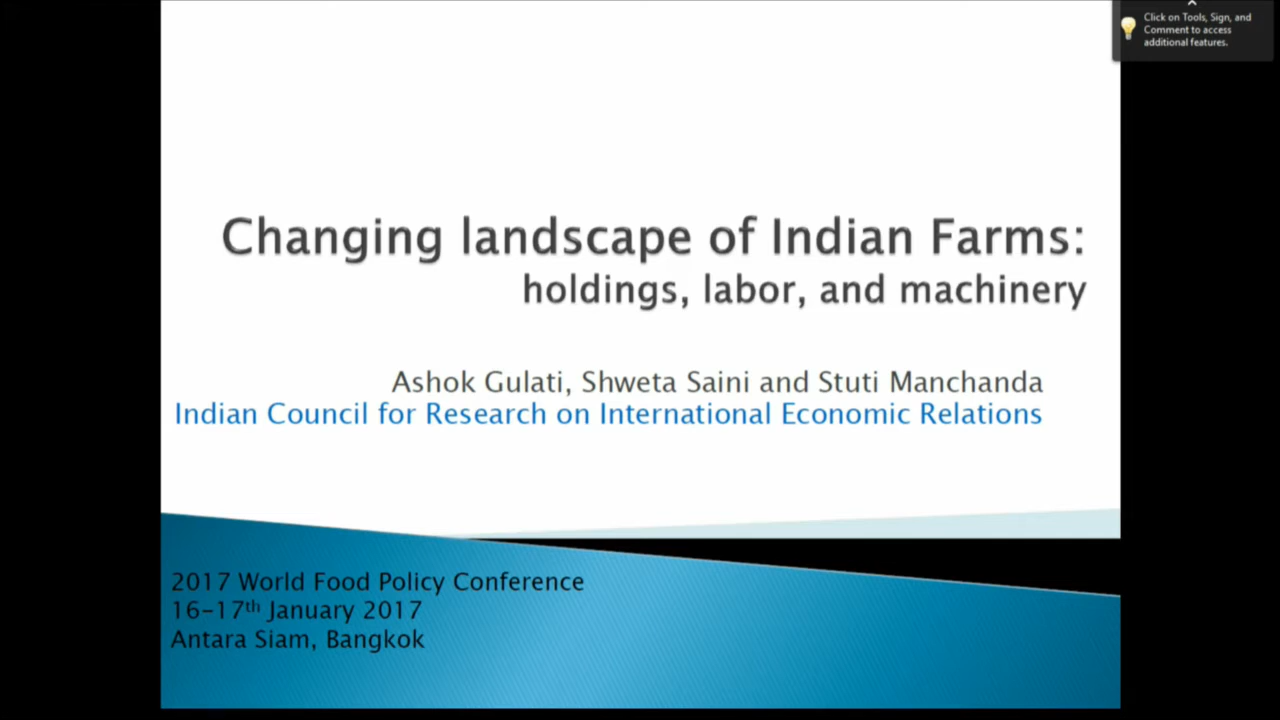 Click on Tools, Sign, and
Comment to access
additional features.
Changing landscape of Indian Farms:
holdings, labor, and machinery
Ashok Gulati, Shweta Saini and Stuti Manchanda
Indian Council for Research on International Economic Relations
2017 World Food Policy Conference
16-17th January 2017
Antara Siam, Bangkok